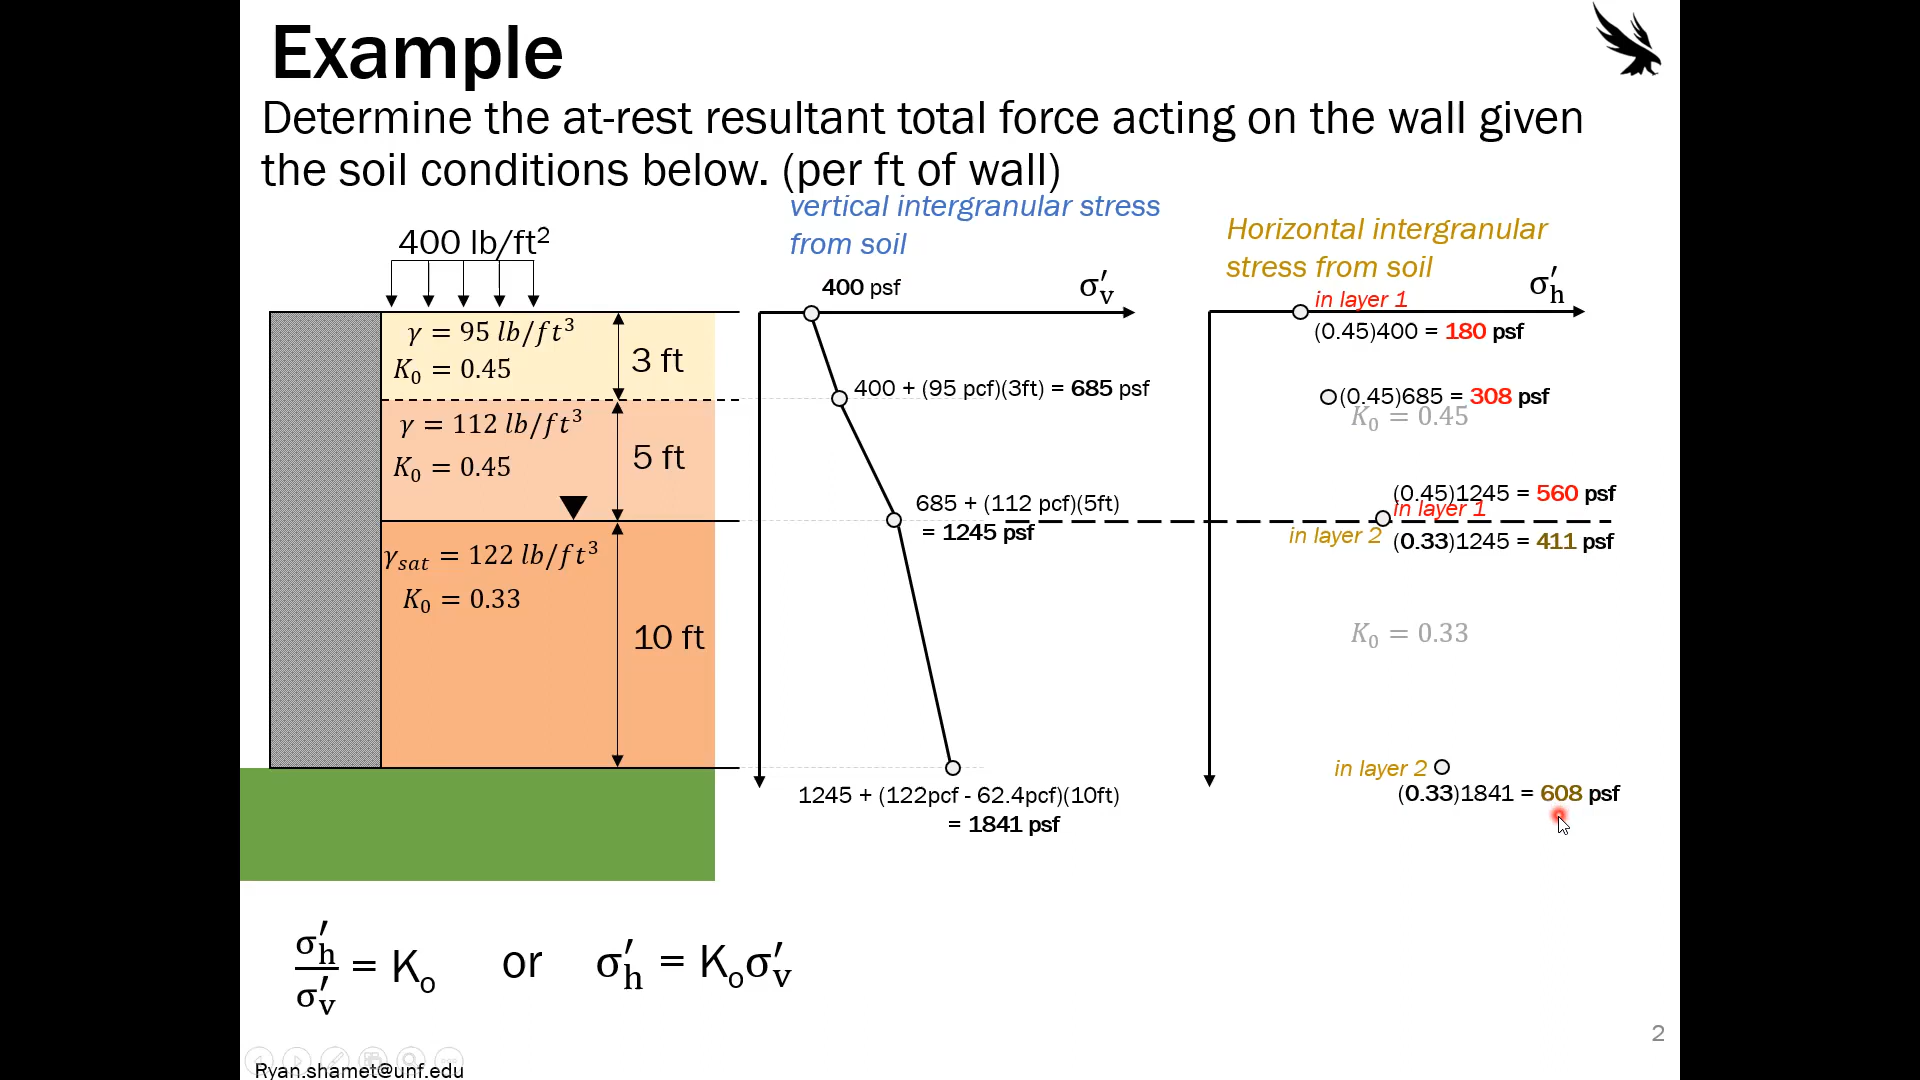 Example
Determine the at-rest resultant total force acting on the wall given
the soil conditions below. (per ft of wall)
400 lb/ft²
γ = 95 lb/ft³
K₀ = 0.45
3 ft
γ = 112 lb/ft³
K₀ = 0.45
5 ft
γsat = 122 lb/ft³
K₀ = 0.33
10 ft
vertical intergranular stress
from soil
400 psf
σ′v
400 + (95 pcf)(3ft) = 685 psf
685 + (112 pcf)(5ft)
= 1245 psf
1245 + (122pcf - 62.4pcf)(10ft)
= 1841 psf
Horizontal intergranular
stress from soil
σ′h
in layer 1
(0.45)400 = 180 psf
(0.45)685 = 308 psf
K₀ = 0.45
(0.45)1245 = 560 psf
in layer 1
in layer 2
(0.33)1245 = 411 psf
K₀ = 0.33
in layer 2
(0.33)1841 = 608 psf
σ′h/σ′v = Ko or σ′h = Koσ′v
2
Ryan.shamet@unf.edu